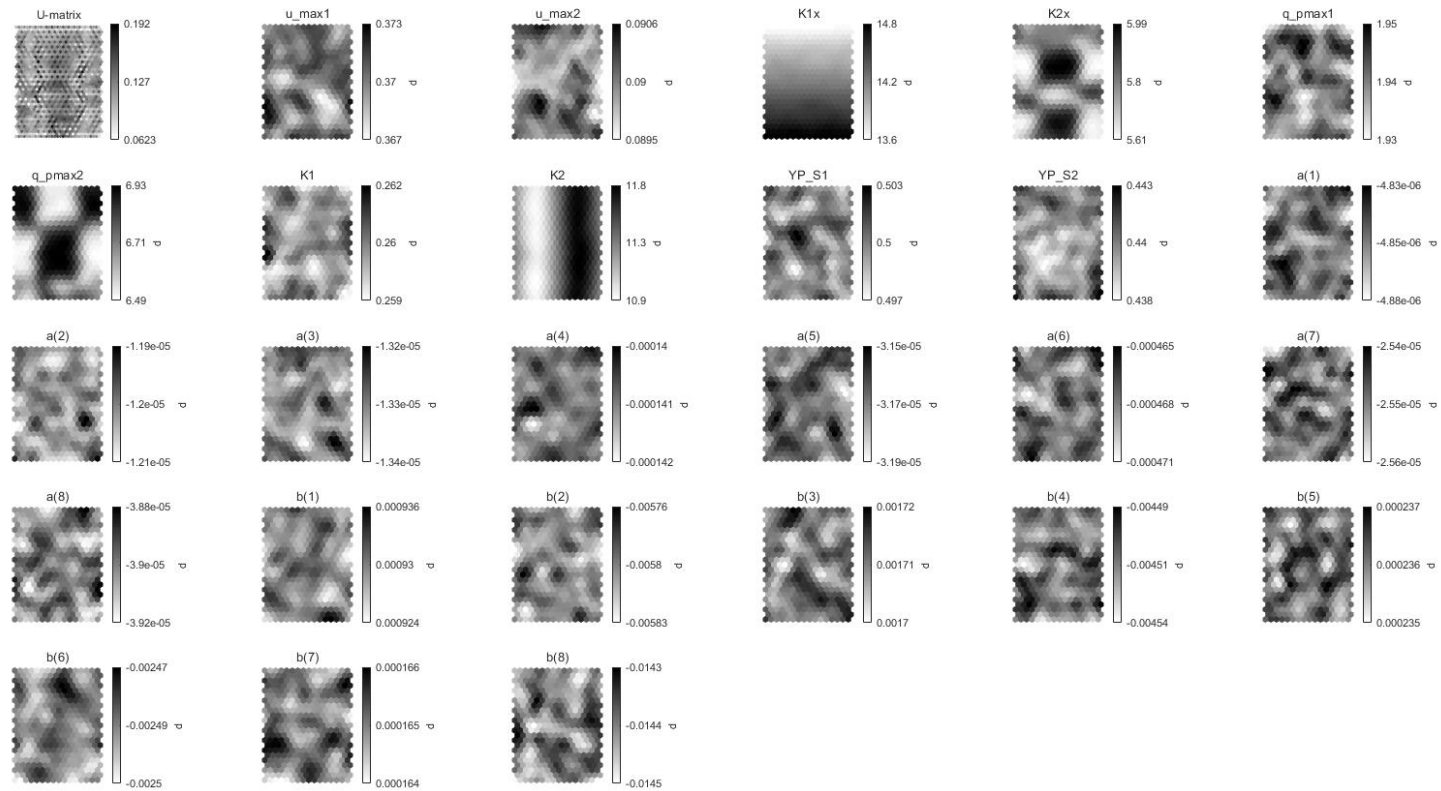 U-matrix
0.192
0.127
0.0623
u_max1
0.373
0.37
0.367
d
u_max2
0.0906
0.09
0.0895
d
K1x
14.8
14.2
13.6
d
K2x
5.99
5.8
5.61
d
q_pmax1
1.95
1.94
1.93
d
q_pmax2
6.93
6.71
6.49
d
K1
0.262
0.26
0.259
d
K2
11.8
11.3
10.9
d
YP_S1
0.503
0.5
0.497
d
YP_S2
0.443
0.44
0.438
d
a(1)
-4.83e-06
-4.85e-06
-4.88e-06
d
a(2)
-1.19e-05
-1.2e-05
-1.21e-05
d
a(3)
-1.32e-05
-1.33e-05
-1.34e-05
d
a(4)
-0.00014
-0.000141
-0.000142
d
a(5)
-3.15e-05
-3.17e-05
-3.19e-05
d
a(6)
-0.000465
-0.000468
-0.000471
d
a(7)
-2.54e-05
-2.55e-05
-2.56e-05
d
a(8)
-3.88e-05
-3.9e-05
-3.92e-05
d
b(1)
0.000936
0.00093
0.000924
d
b(2)
-0.00576
-0.0058
-0.00583
d
b(3)
0.00172
0.00171
0.0017
d
b(4)
-0.00449
-0.00451
-0.00454
d
b(5)
0.000237
0.000236
0.000235
d
b(6)
-0.00247
-0.00249
-0.0025
d
b(7)
0.000166
0.000165
0.000164
d
b(8)
-0.0143
-0.0144
-0.0145
d